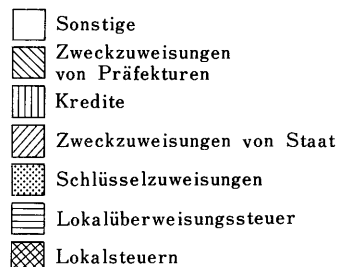 Sonstige
Zweckzuweisungen
von Präfekturen
Kredite
Zweckzuweisungen von Staat
Schlüsselzuweisungen
Lokalüberweisungssteuer
Lokalsteuern